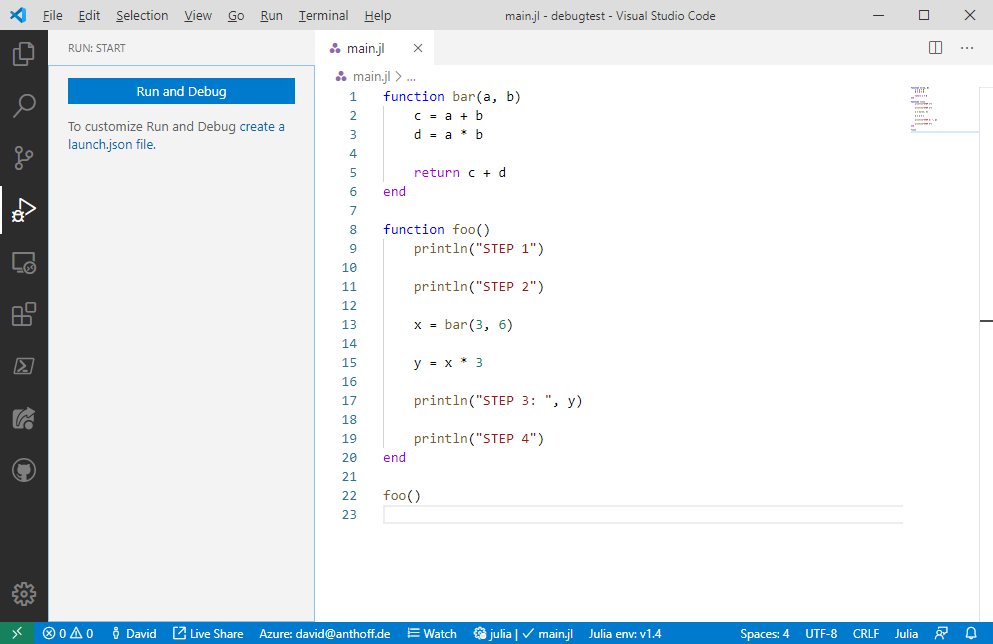 File Edit Selection View Go Run Terminal Help main.jl - debugtest - Visual Studio Code
RUN: START
Run and Debug
To customize Run and Debug create a
launch.json file.
main.jl
main.jl > ...
1 function bar(a, b)
2 c = a + b
3 d = a * b
4
5 return c + d
6 end
7
8 function foo()
9 println("STEP 1")
10
11 println("STEP 2")
12
13 x = bar(3, 6)
14
15 y = x * 3
16
17 println("STEP 3: ", y)
18
19 println("STEP 4")
20 end
21
22 foo()
23
0 0 David Live Share Azure: david@anthoff.de Watch julia | main.jl Julia env: v1.4 Spaces: 4 UTF-8 CRLF Julia